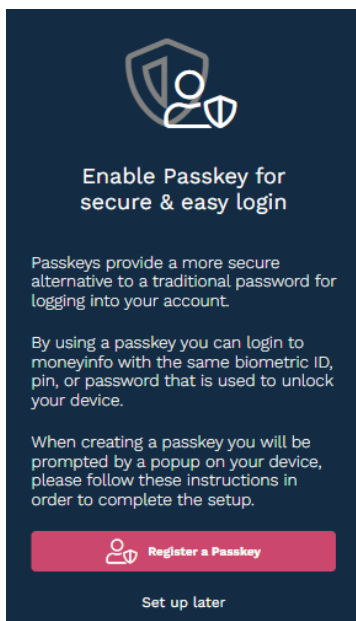 Enable Passkey for
secure & easy login
Passkeys provide a more secure
alternative to a traditional password for
logging into your account.
By using a passkey you can login to
moneyinfo with the same biometric ID,
pin, or password that is used to unlock
your device.
When creating a passkey you will be
prompted by a popup on your device,
please follow these instructions in
order to complete the setup.
Register a Passkey
Set up later